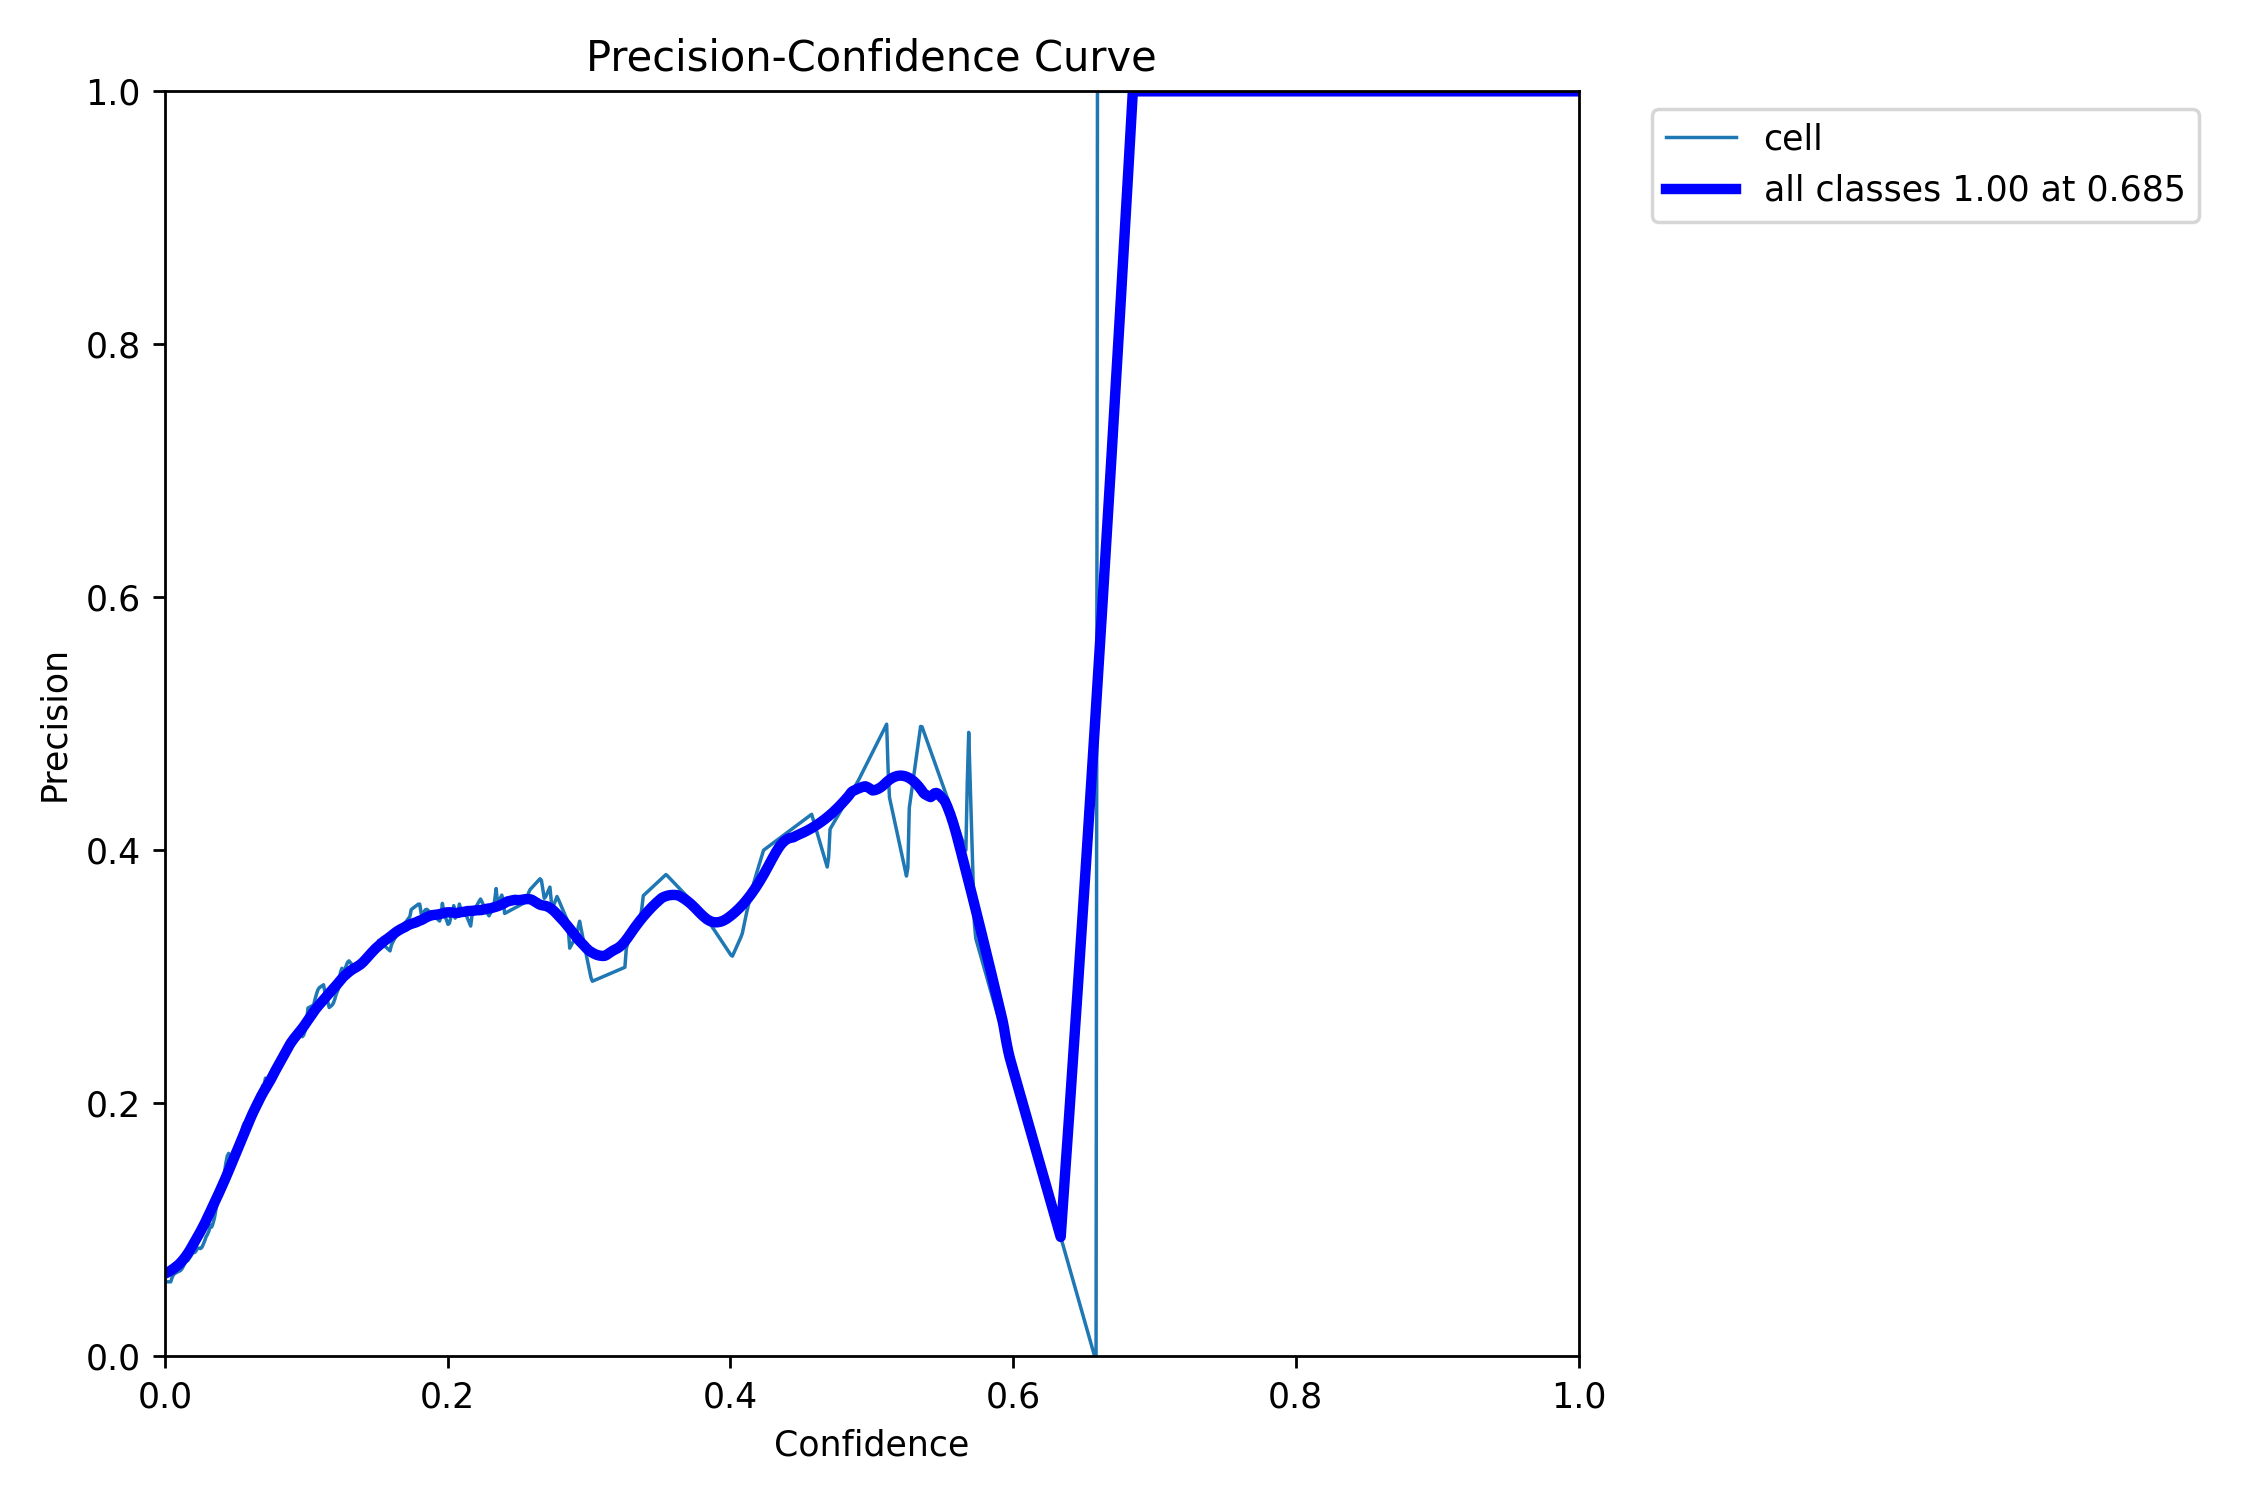 Precision-Confidence Curve
1.0
0.8
0.6
0.4
0.2
0.0
Precision
0.0 0.2 0.4 0.6 0.8 1.0
Confidence
cell
all classes 1.00 at 0.685